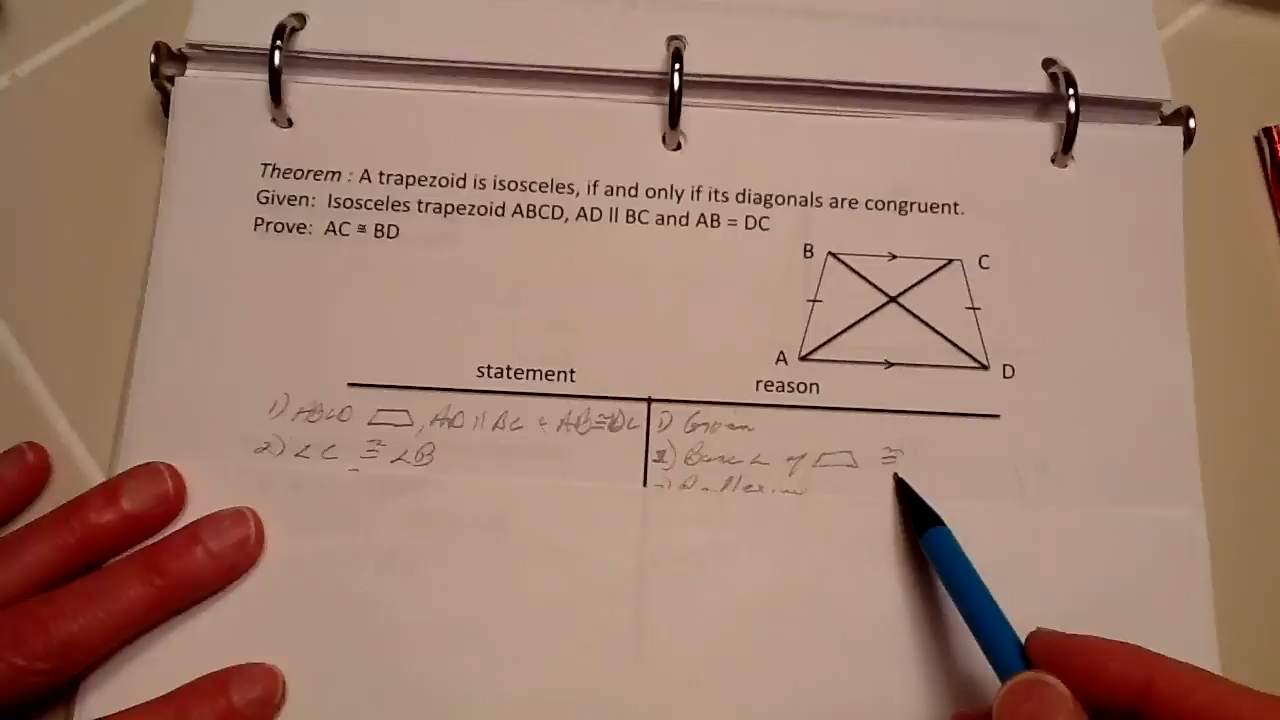 Theorem : A trapezoid is isosceles, if and only if its diagonals are congruent.
Given: Isosceles trapezoid ABCD, AD ll BC and AB = DC
Prove: AC ≅ BD
B
C
A
D
statement
reason
1) ABCD ⏢, AD || BC & AB≅DC
1) Given
2) ∠C ≅ ∠B
2) Base ∠ of ⏢ ≅
Reflexive